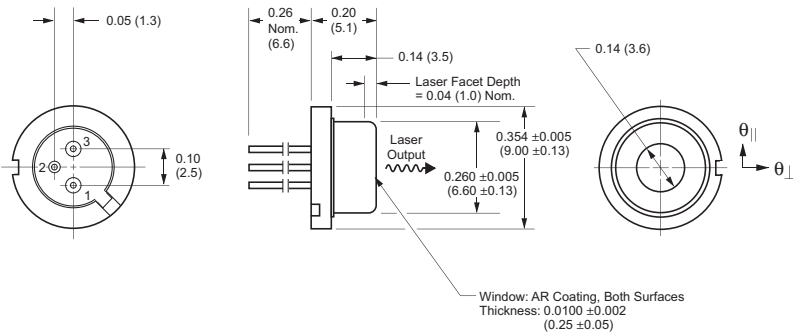 0.05 (1.3)
0.26
Nom.
(6.6)
0.20
(5.1)
0.14 (3.5)
Laser Facet Depth
= 0.04 (1.0) Nom.
0.14 (3.6)
3
2
1
0.10
(2.5)
Laser
Output
0.354 ±0.005
(9.00 ±0.13)
0.260 ±0.005
(6.60 ±0.13)
θ||
θ⊥
Window: AR Coating, Both Surfaces
Thickness: 0.0100 ±0.002
(0.25 ±0.05)